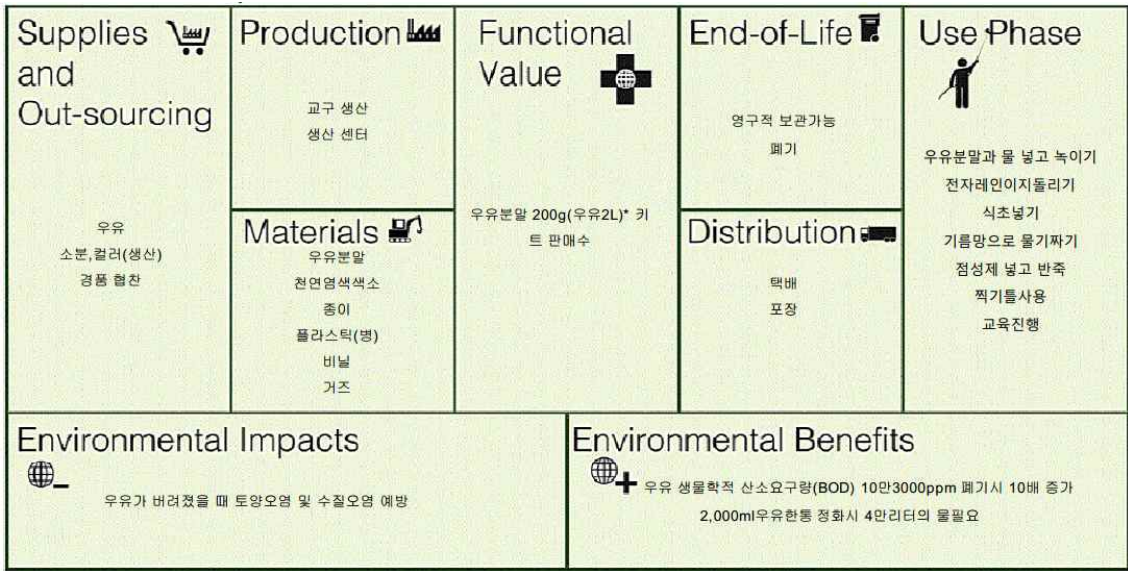 Supplies
and
Out-sourcing
우유
소분,컬러(생산)
경품 협찬
Production
교구 생산
생산 센터
Materials
우유분말
천연염색색소
종이
플라스틱(병)
비닐
거즈
Functional
Value
우유분말 200g(우유2L)* 키
트 판매수
End-of-Life
영구적 보관가능
폐기
Distribution
택배
포장
Use Phase
우유분말과 물 넣고 녹이기
전자레인이지돌리기
식초넣기
기름망으로 물기짜기
점성제 넣고 반죽
찍기틀사용
교육진행
Environmental Impacts
우유가 버려졌을 때 토양오염 및 수질오염 예방
Environmental Benefits
우유 생물학적 산소요구량(BOD) 10만3000ppm 폐기시 10배 증가
2,000ml우유한통 정화시 4만리터의 물필요